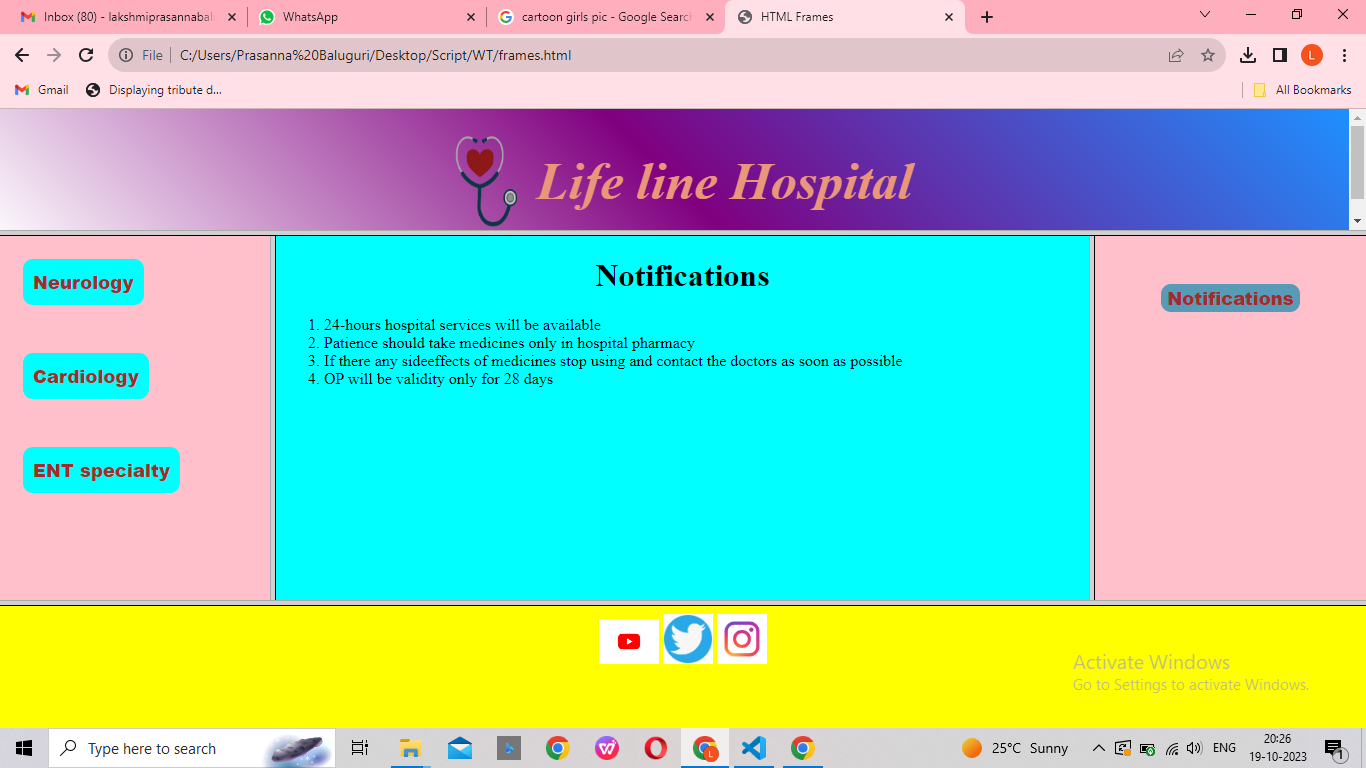 Inbox (80) - lakshmiprasannabal
WhatsApp
cartoon girls pic - Google Search
HTML Frames
File
C:/Users/Prasanna%20Baluguri/Desktop/Script/WT/frames.html
L
Gmail
Displaying tribute d...
All Bookmarks
Life line Hospital
Neurology
Cardiology
ENT specialty
Notifications
1. 24-hours hospital services will be available
2. Patience should take medicines only in hospital pharmacy
3. If there any sideeffects of medicines stop using and contact the doctors as soon as possible
4. OP will be validity only for 28 days
Notifications
Activate Windows
Go to Settings to activate Windows.
Type here to search
25°C Sunny
ENG
20:26
19-10-2023
1